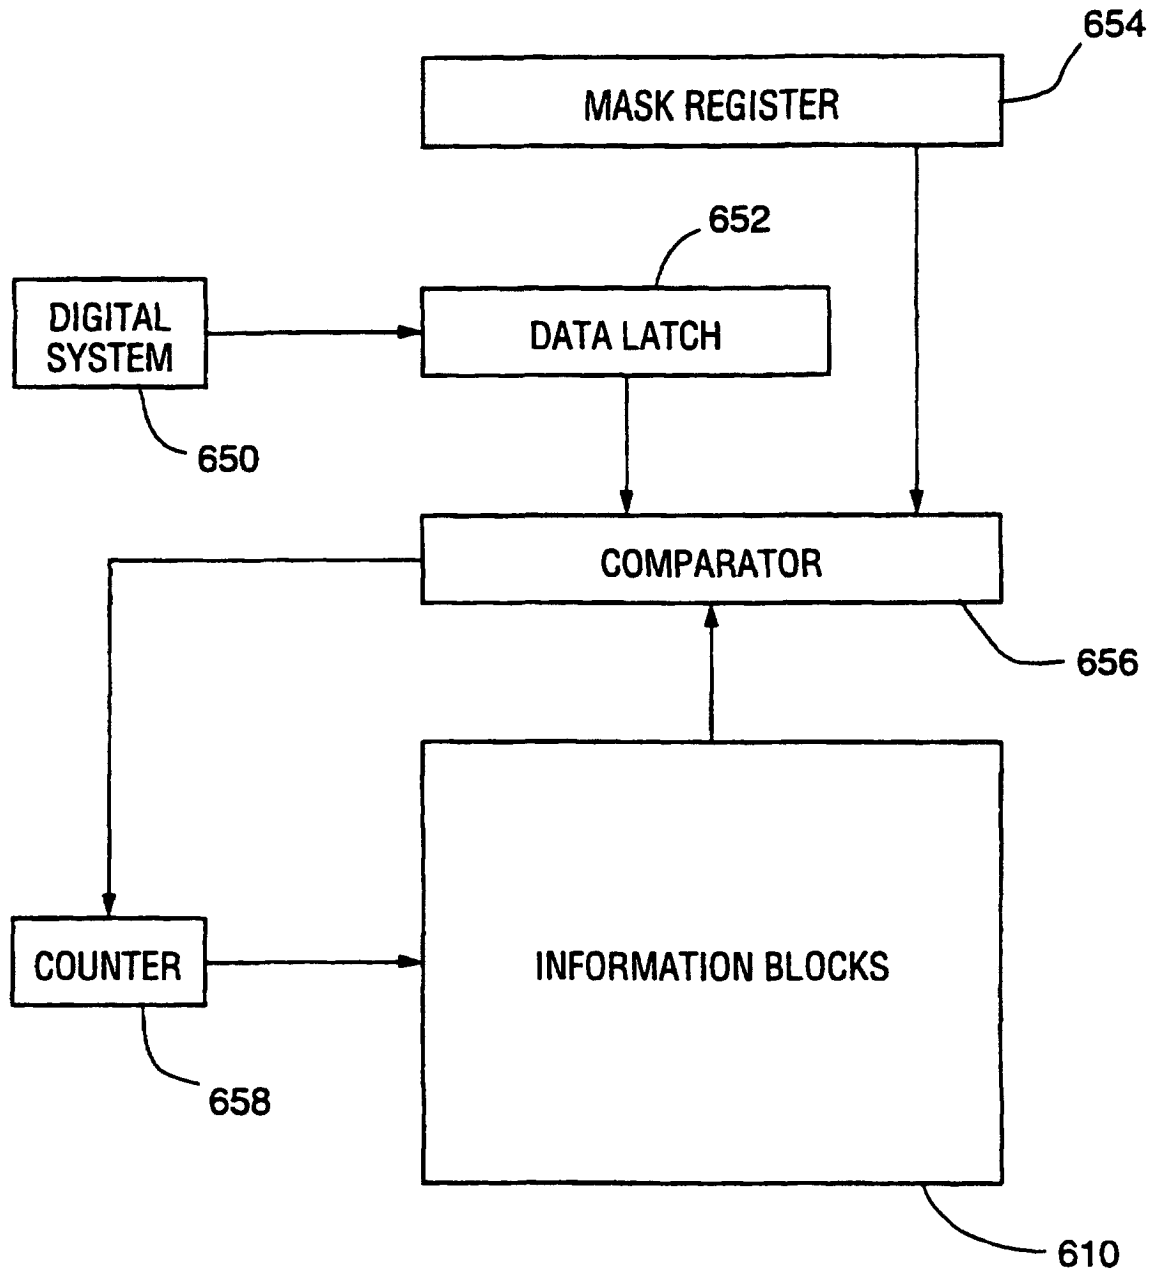 654
MASK REGISTER
652
DIGITAL
SYSTEM
DATA LATCH
650
COMPARATOR
656
COUNTER
INFORMATION BLOCKS
658
610